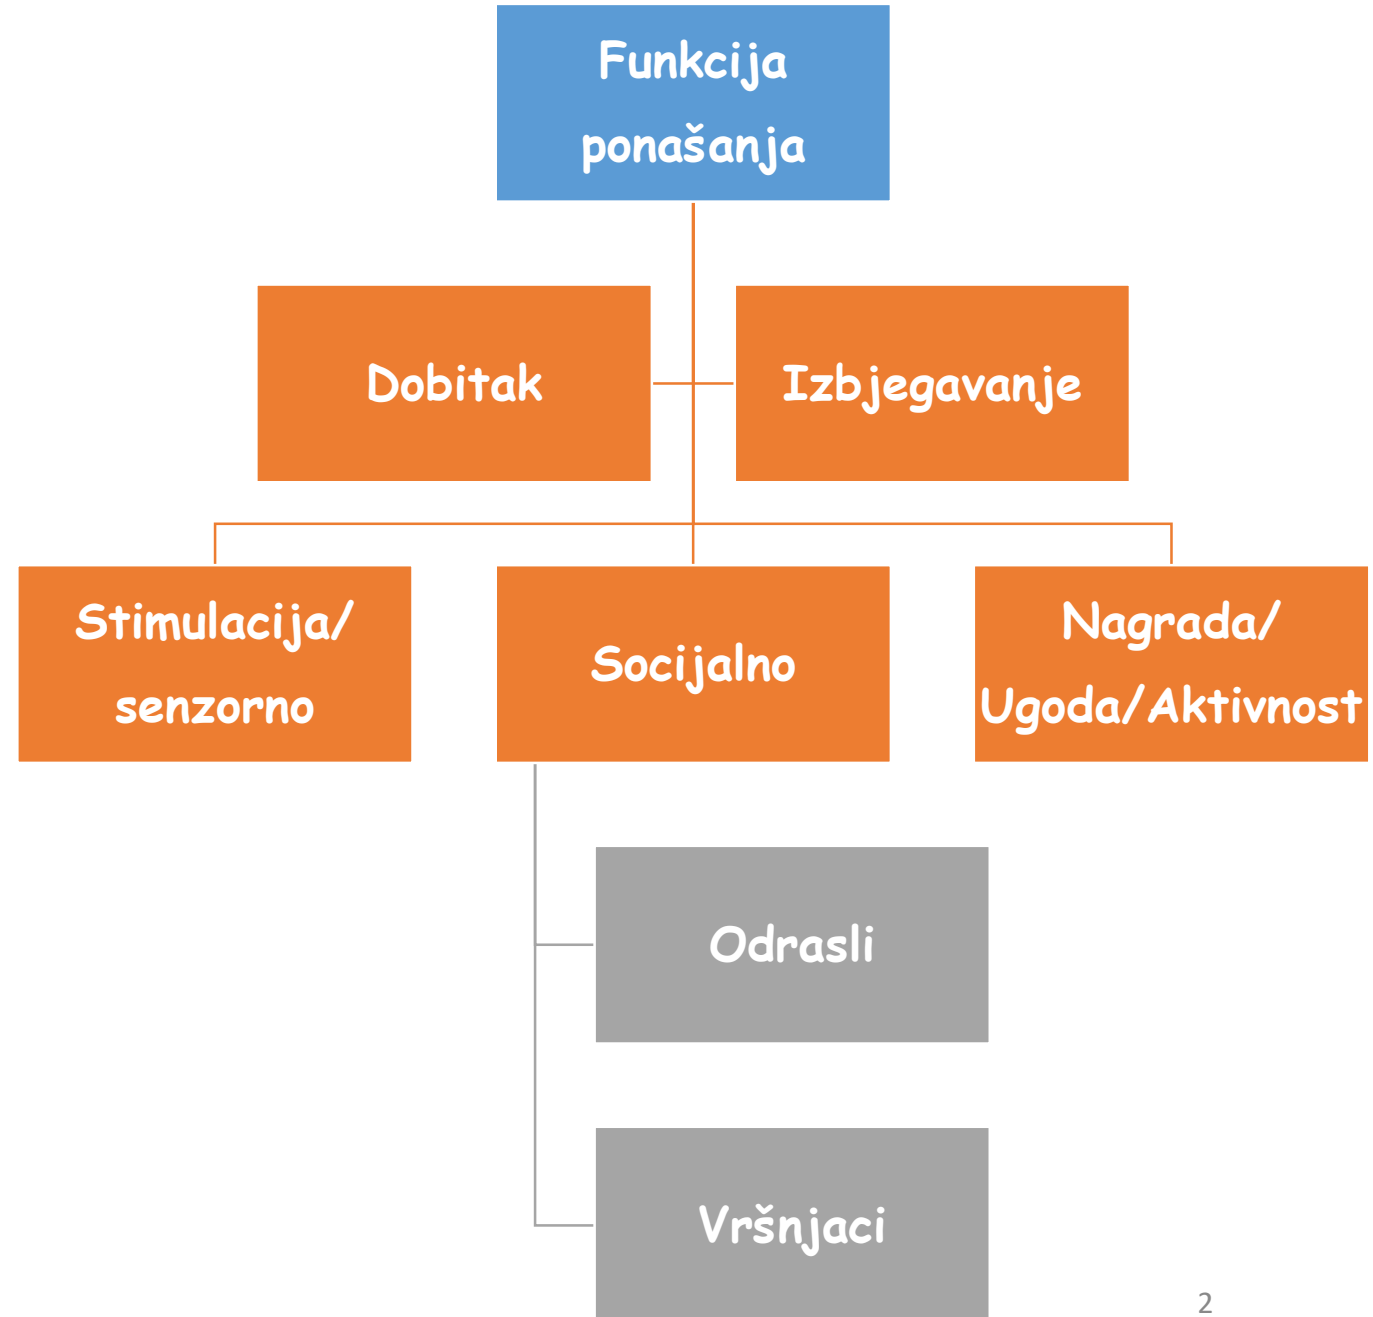 Funkcija
ponašanja
Dobitak
Izbjegavanje
Stimulacija/
senzorno
Socijalno
Nagrada/
Ugoda/Aktivnost
Odrasli
Vršnjaci
2